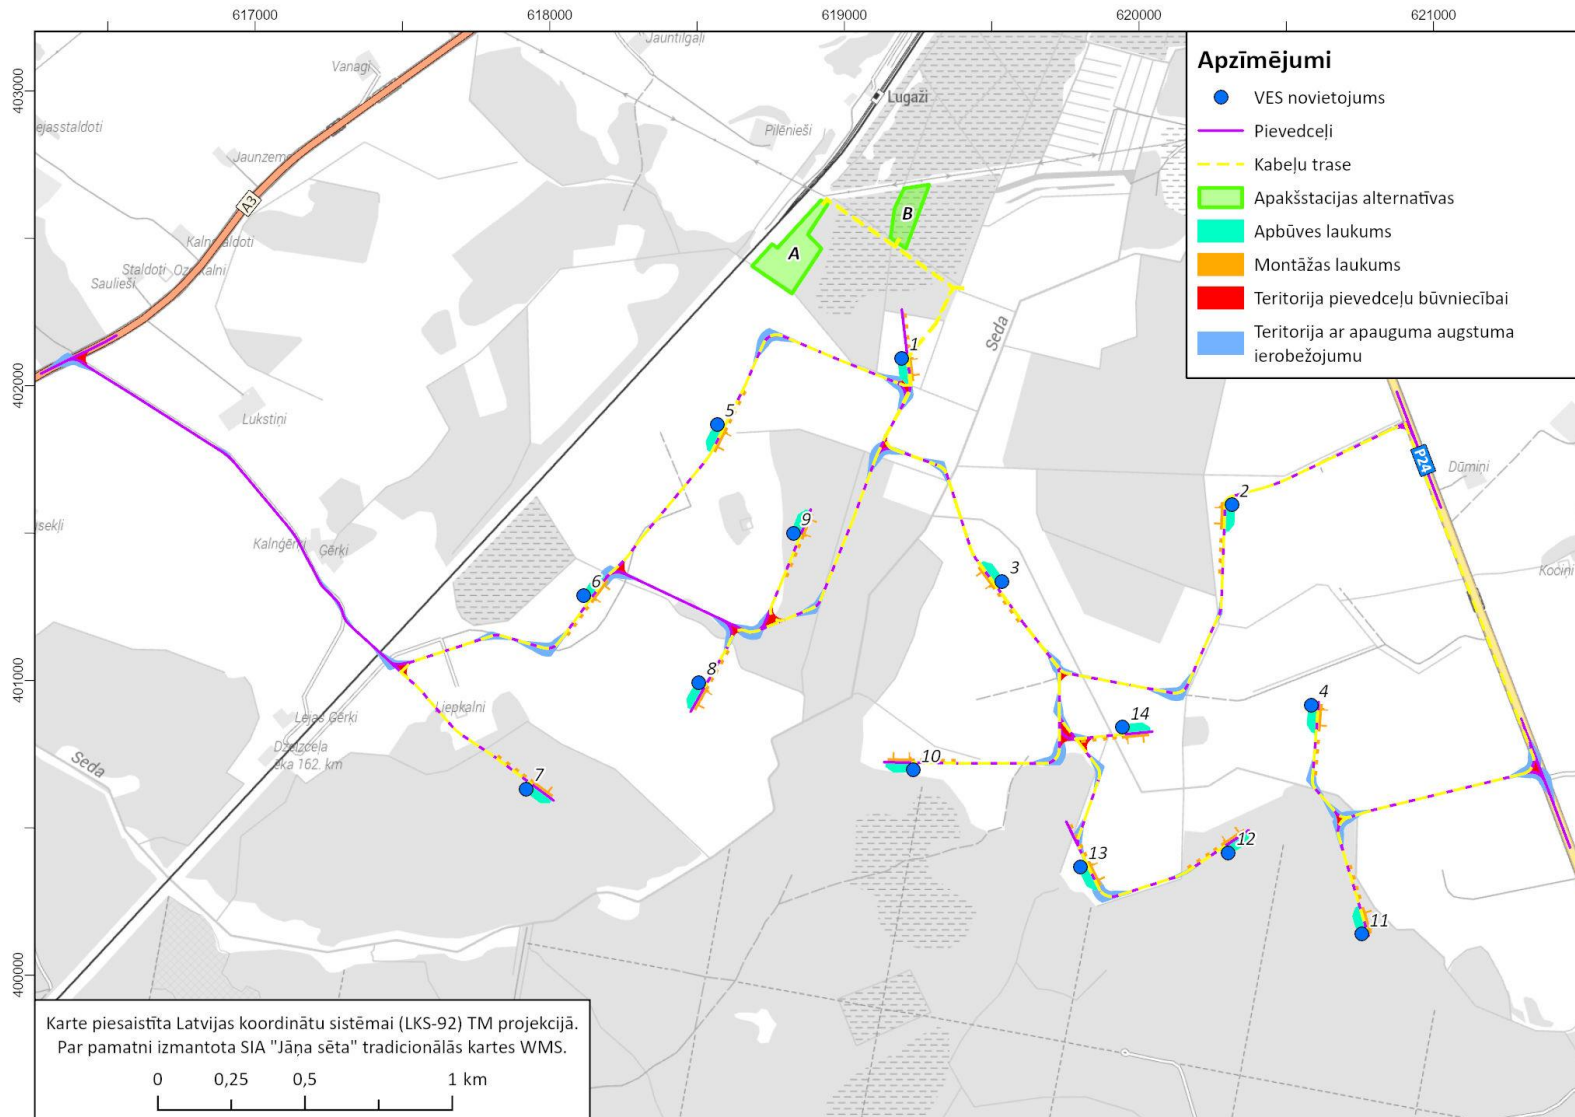 617000
618000
619000
620000
621000
403000
402000
401000
400000
Apzīmējumi
VES novietojums
Pievedceļi
Kabeļu trase
Apakšstacijas alternatīvas
Apbūves laukums
Montāžas laukums
Teritorija pievedceļu būvniecībai
Teritorija ar apauguma augstuma
ierobežojumu
Jauntilgaļi
Vanagi
Lugaži
ejasstaldoti
Pilēnieši
Jaunzeme
A3
B
A
Staldoti
Saulieši
Seda
1
Lukstiņi
5
P24
Dūmiņi
2
9
isekļi
Kalnģērķi
Ģērķi
3
Kociņi
6
8
4
Liepkalni
Lejas Ģērķi
14
Dzelzceļa
ēka 162. km
Seda
10
7
12
13
11
Karte piesaistīta Latvijas koordinātu sistēmai (LKS-92) TM projekcijā.
Par pamatni izmantota SIA "Jāņa sēta" tradicionālās kartes WMS.
0 0,25 0,5 1 km